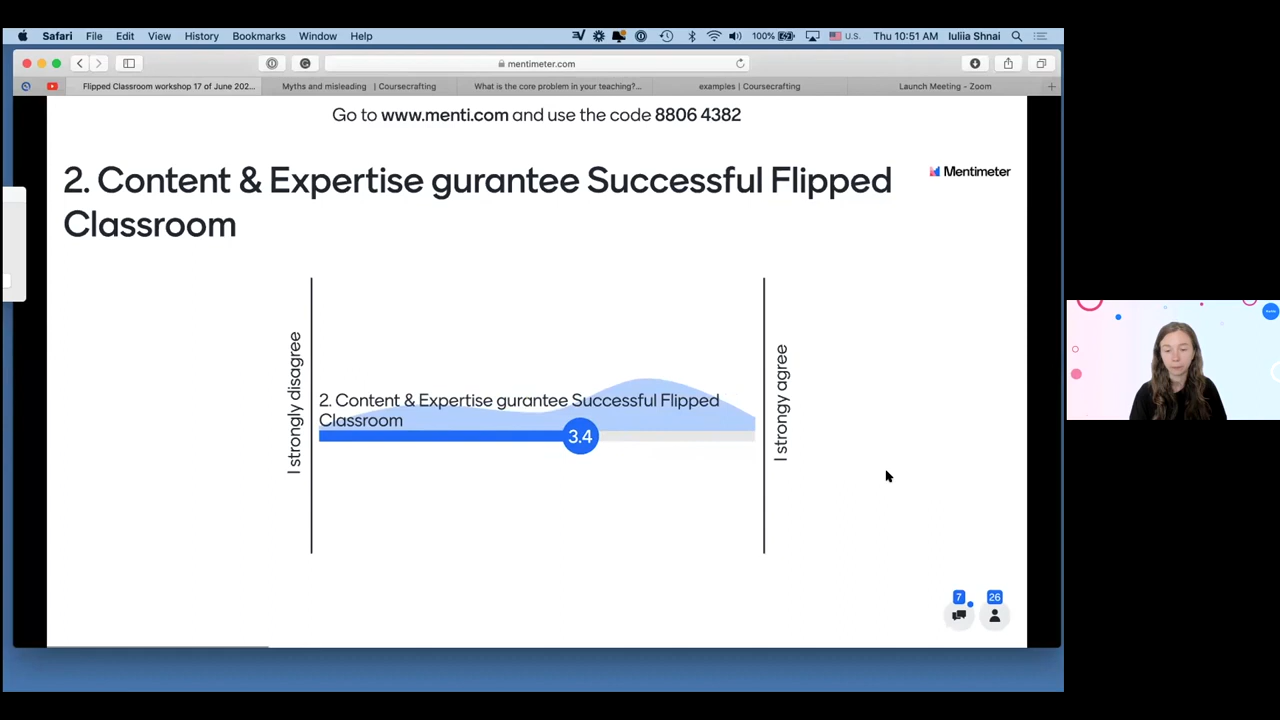 Safari File Edit View History Bookmarks Window Help 100% U.S. Thu 10:51 AM Iuliia Shnai
mentimeter.com
Flipped Classroom workshop 17 of June 202... Myths and misleading | Coursecrafting What is the core problem in your teaching?... examples | Coursecrafting Launch Meeting - Zoom
Go to www.menti.com and use the code 8806 4382
2. Content & Expertise gurantee Successful Flipped
Classroom
Mentimeter
I strongly disagree
2. Content & Expertise gurantee Successful Flipped
Classroom
3.4
I strongy agree
7 26